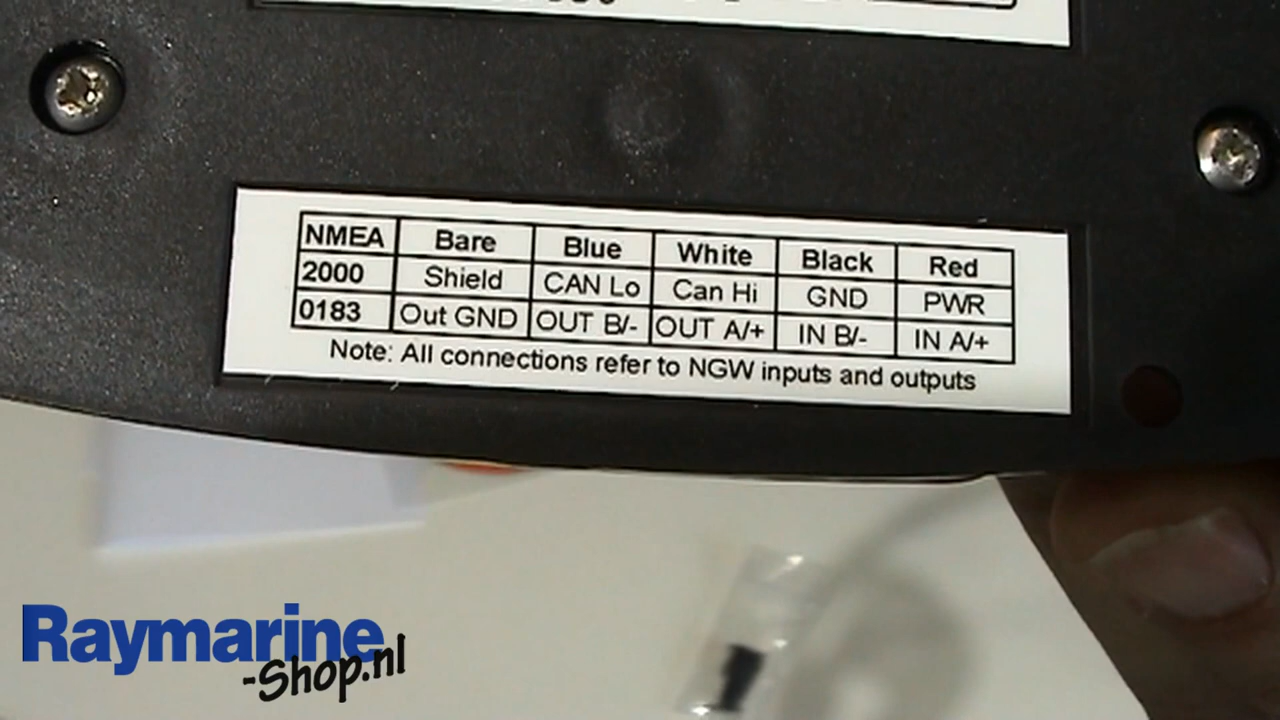 NMEA Bare Blue White Black Red
2000 Shield CAN Lo Can Hi GND PWR
0183 Out GND OUT B/- OUT A/+ IN B/- IN A/+
Note: All connections refer to NGW inputs and outputs
Raymarine
-Shop.nl